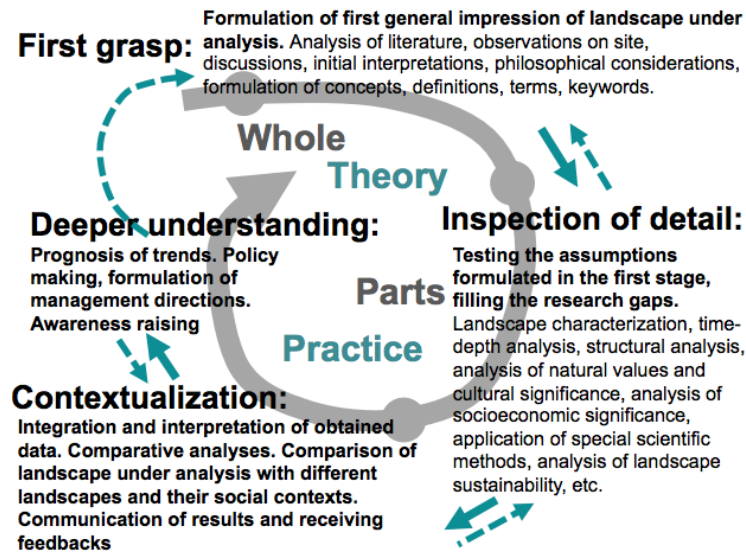 First grasp:
Formulation of first general impression of landscape under
analysis. Analysis of literature, observations on site,
discussions, initial interpretations, philosophical considerations,
formulation of concepts, definitions, terms, keywords.
Whole
Theory
Deeper understanding:
Prognosis of trends. Policy
making, formulation of
management directions.
Awareness raising
Inspection of detail:
Testing the assumptions
formulated in the first stage,
filling the research gaps.
Landscape characterization, time-
depth analysis, structural analysis,
analysis of natural values and
cultural significance, analysis of
socioeconomic significance,
application of special scientific
methods, analysis of landscape
sustainability, etc.
Parts
Practice
Contextualization:
Integration and interpretation of obtained
data. Comparative analyses. Comparison of
landscape under analysis with different
landscapes and their social contexts.
Communication of results and receiving
feedbacks